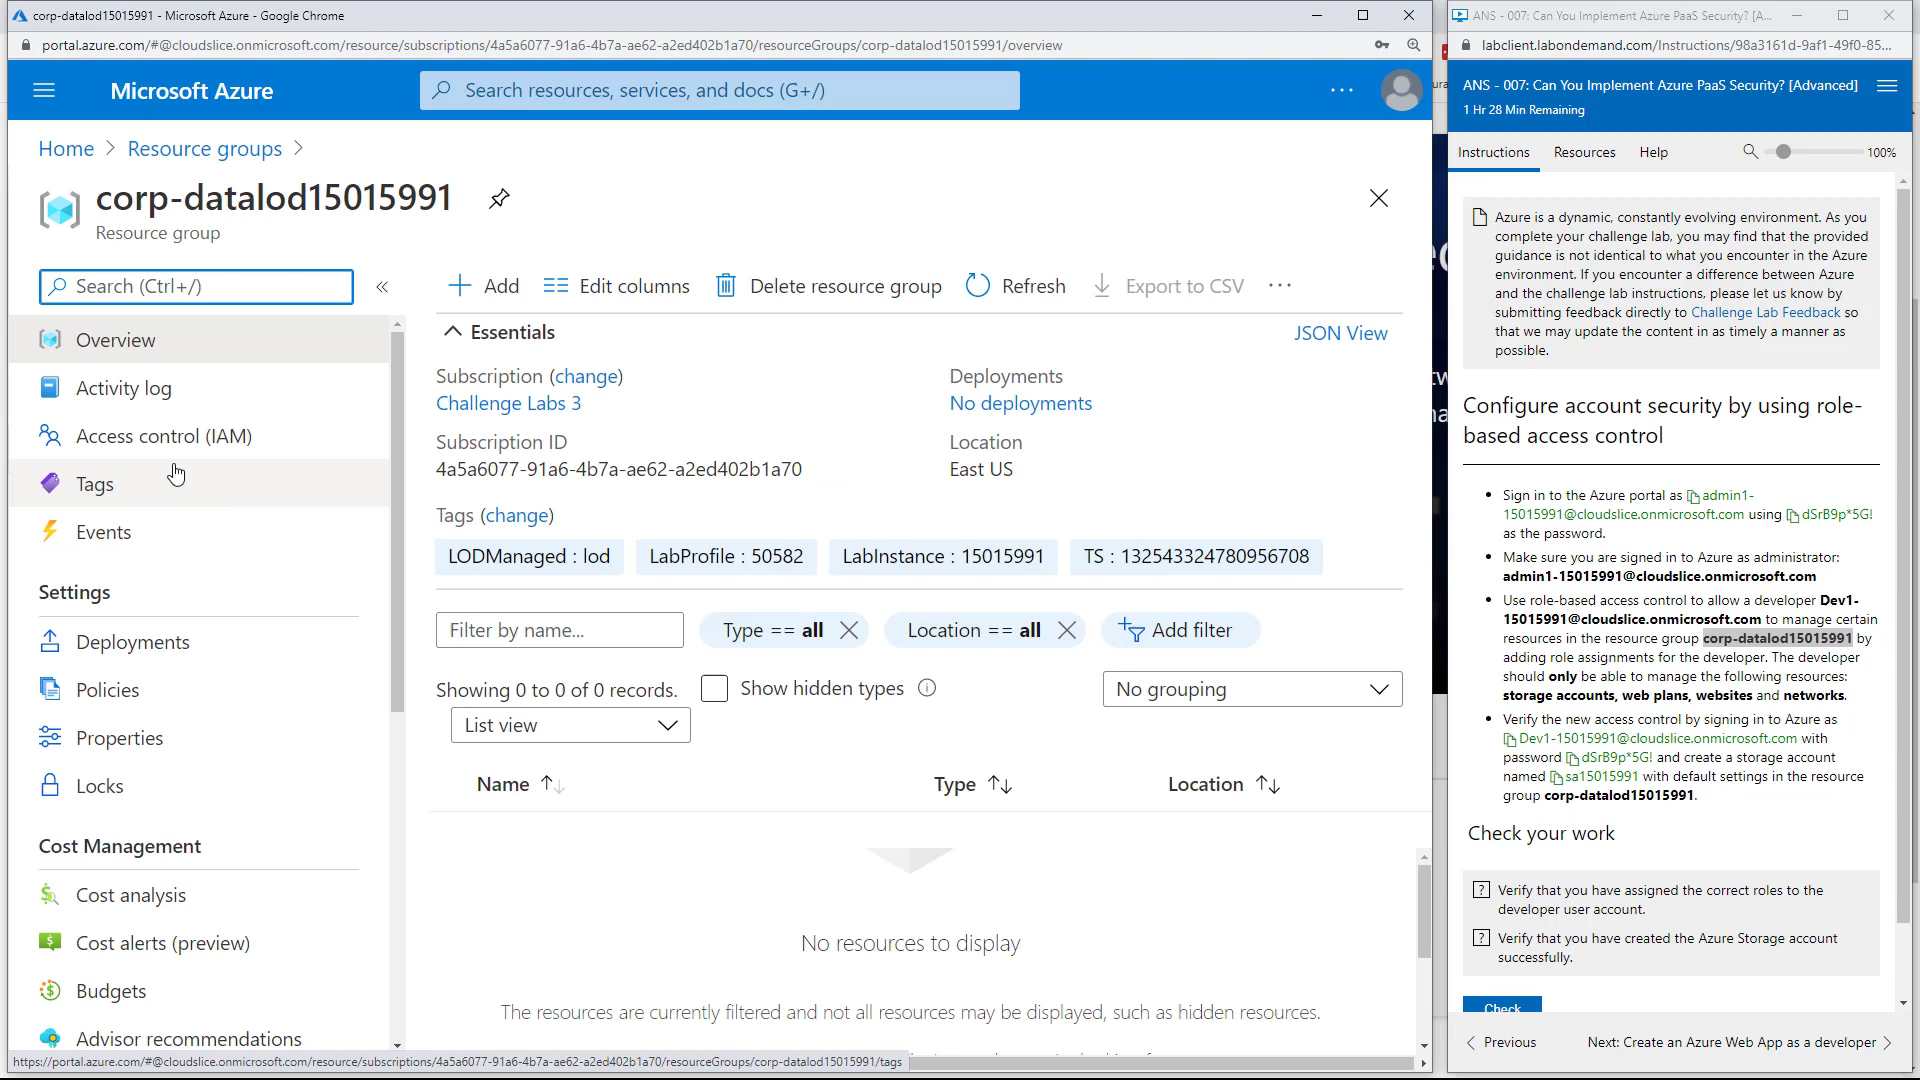 corp-datalod15015991 - Microsoft Azure - Google Chrome
portal.azure.com/#@cloudslice.onmicrosoft.com/resource/subscriptions/4a5a6077-91a6-4b7a-ae62-a2ed402b1a70/resourceGroups/corp-datalod15015991/overview
Microsoft Azure
Search resources, services, and docs (G+/)
Home > Resource groups >
corp-datalod15015991
Resource group
Search (Ctrl+/)
Overview
Activity log
Access control (IAM)
Tags
Events
Settings
Deployments
Policies
Properties
Locks
Cost Management
Cost analysis
Cost alerts (preview)
Budgets
Advisor recommendations
Add Edit columns Delete resource group Refresh Export to CSV
Essentials JSON View
Subscription (change) Deployments
Challenge Labs 3 No deployments
Subscription ID Location
4a5a6077-91a6-4b7a-ae62-a2ed402b1a70 East US
Tags (change)
LODManaged : lod LabProfile : 50582 LabInstance : 15015991 TS : 132543324780956708
Filter by name... Type == all Location == all Add filter
Showing 0 to 0 of 0 records. Show hidden types No grouping
List view
Name Type Location
No resources to display
The resources are currently filtered and not all resources may be displayed, such as hidden resources.
https://portal.azure.com/#@cloudslice.onmicrosoft.com/resource/subscriptions/4a5a6077-91a6-4b7a-ae62-a2ed402b1a70/resourceGroups/corp-datalod15015991/tags
ANS - 007: Can You Implement Azure PaaS Security? [A...
labclient.labondemand.com/Instructions/98a3161d-9af1-49f0-85...
ANS - 007: Can You Implement Azure PaaS Security? [Advanced]
1 Hr 28 Min Remaining
Instructions Resources Help 100%
Azure is a dynamic, constantly evolving environment. As you
complete your challenge lab, you may find that the provided
guidance is not identical to what you encounter in the Azure
environment. If you encounter a difference between Azure
and the challenge lab instructions, please let us know by
submitting feedback directly to Challenge Lab Feedback so
that we may update the content in as timely a manner as
possible.
Configure account security by using role-
based access control
• Sign in to the Azure portal as admin1-
15015991@cloudslice.onmicrosoft.com using dSrB9p*5G!
as the password.
• Make sure you are signed in to Azure as administrator:
admin1-15015991@cloudslice.onmicrosoft.com
• Use role-based access control to allow a developer Dev1-
15015991@cloudslice.onmicrosoft.com to manage certain
resources in the resource group corp-datalod15015991 by
adding role assignments for the developer. The developer
should only be able to manage the following resources:
storage accounts, web plans, websites and networks.
• Verify the new access control by signing in to Azure as
Dev1-15015991@cloudslice.onmicrosoft.com with
password dSrB9p*5G! and create a storage account
named sa15015991 with default settings in the resource
group corp-datalod15015991.
Check your work
Verify that you have assigned the correct roles to the
developer user account.
Verify that you have created the Azure Storage account
successfully.
Check
Previous Next: Create an Azure Web App as a developer